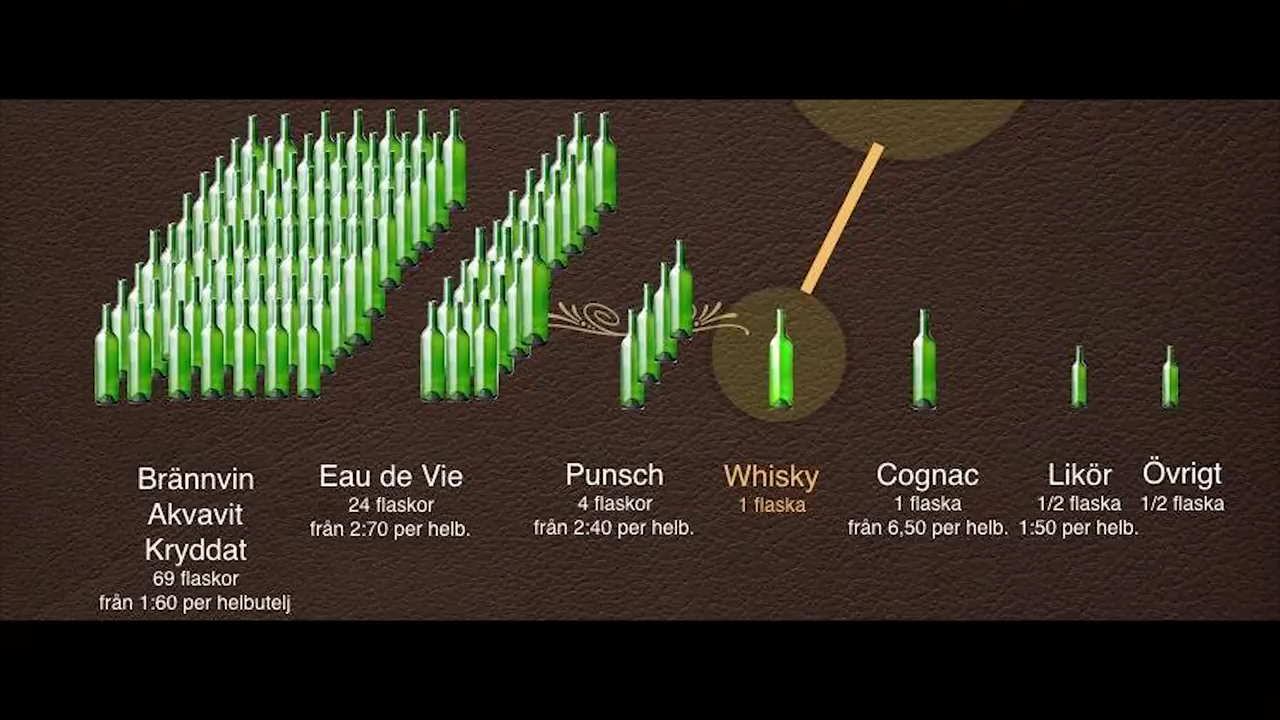 Brännvin
Akvavit
Kryddat
69 flaskor
från 1:60 per helbutelj
Eau de Vie
24 flaskor
från 2:70 per helb.
Punsch
4 flaskor
från 2:40 per helb.
Whisky
1 flaska
Cognac
1 flaska
från 6,50 per helb.
Likör
1/2 flaska
1:50 per helb.
Övrigt
1/2 flaska